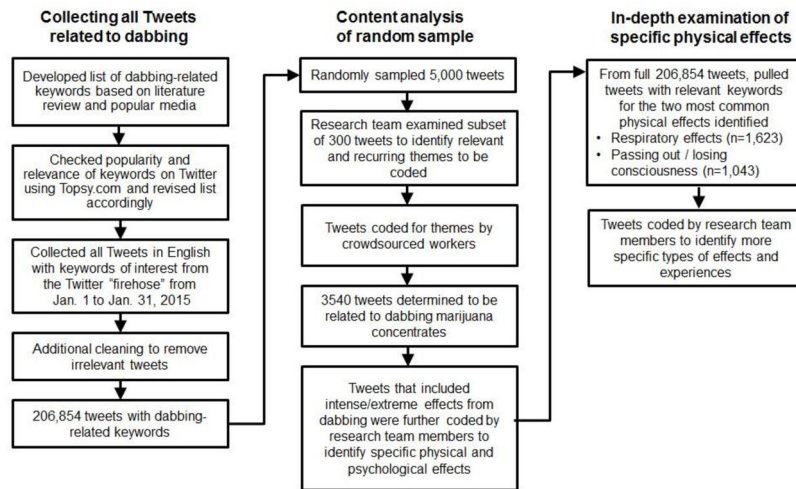 Collecting all Tweets
related to dabbing
Developed list of dabbing-related
keywords based on literature
review and popular media
Checked popularity and
relevance of keywords on Twitter
using Topsy.com and revised list
accordingly
Collected all Tweets in English
with keywords of interest from
the Twitter “firehose” from
Jan. 1 to Jan. 31, 2015
Additional cleaning to remove
irrelevant tweets
206,854 tweets with dabbing-
related keywords
Content analysis
of random sample
Randomly sampled 5,000 tweets
Research team examined subset
of 300 tweets to identify relevant
and recurring themes to be
coded
Tweets coded for themes by
crowdsourced workers
3540 tweets determined to be
related to dabbing marijuana
concentrates
Tweets that included
intense/extreme effects from
dabbing were further coded by
research team members to
identify specific physical and
psychological effects
In-depth examination of
specific physical effects
From full 206,854 tweets, pulled
tweets with relevant keywords
for the two most common
physical effects identified
• Respiratory effects (n=1,623)
• Passing out / losing
consciousness (n=1,043)
Tweets coded by research team
members to identify more
specific types of effects and
experiences